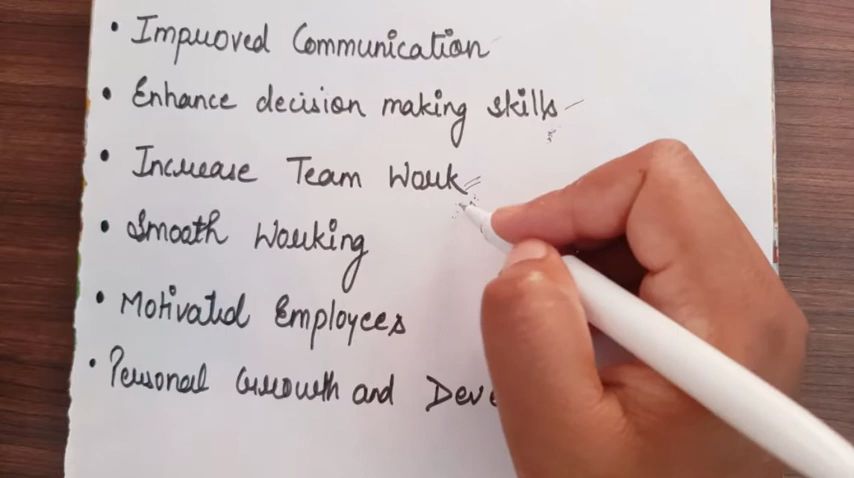 • Improved Communication
• Enhance decision making skills
• Increase Team Work
• Smooth Working
• Motivated Employees
• Personal Growth and Deve